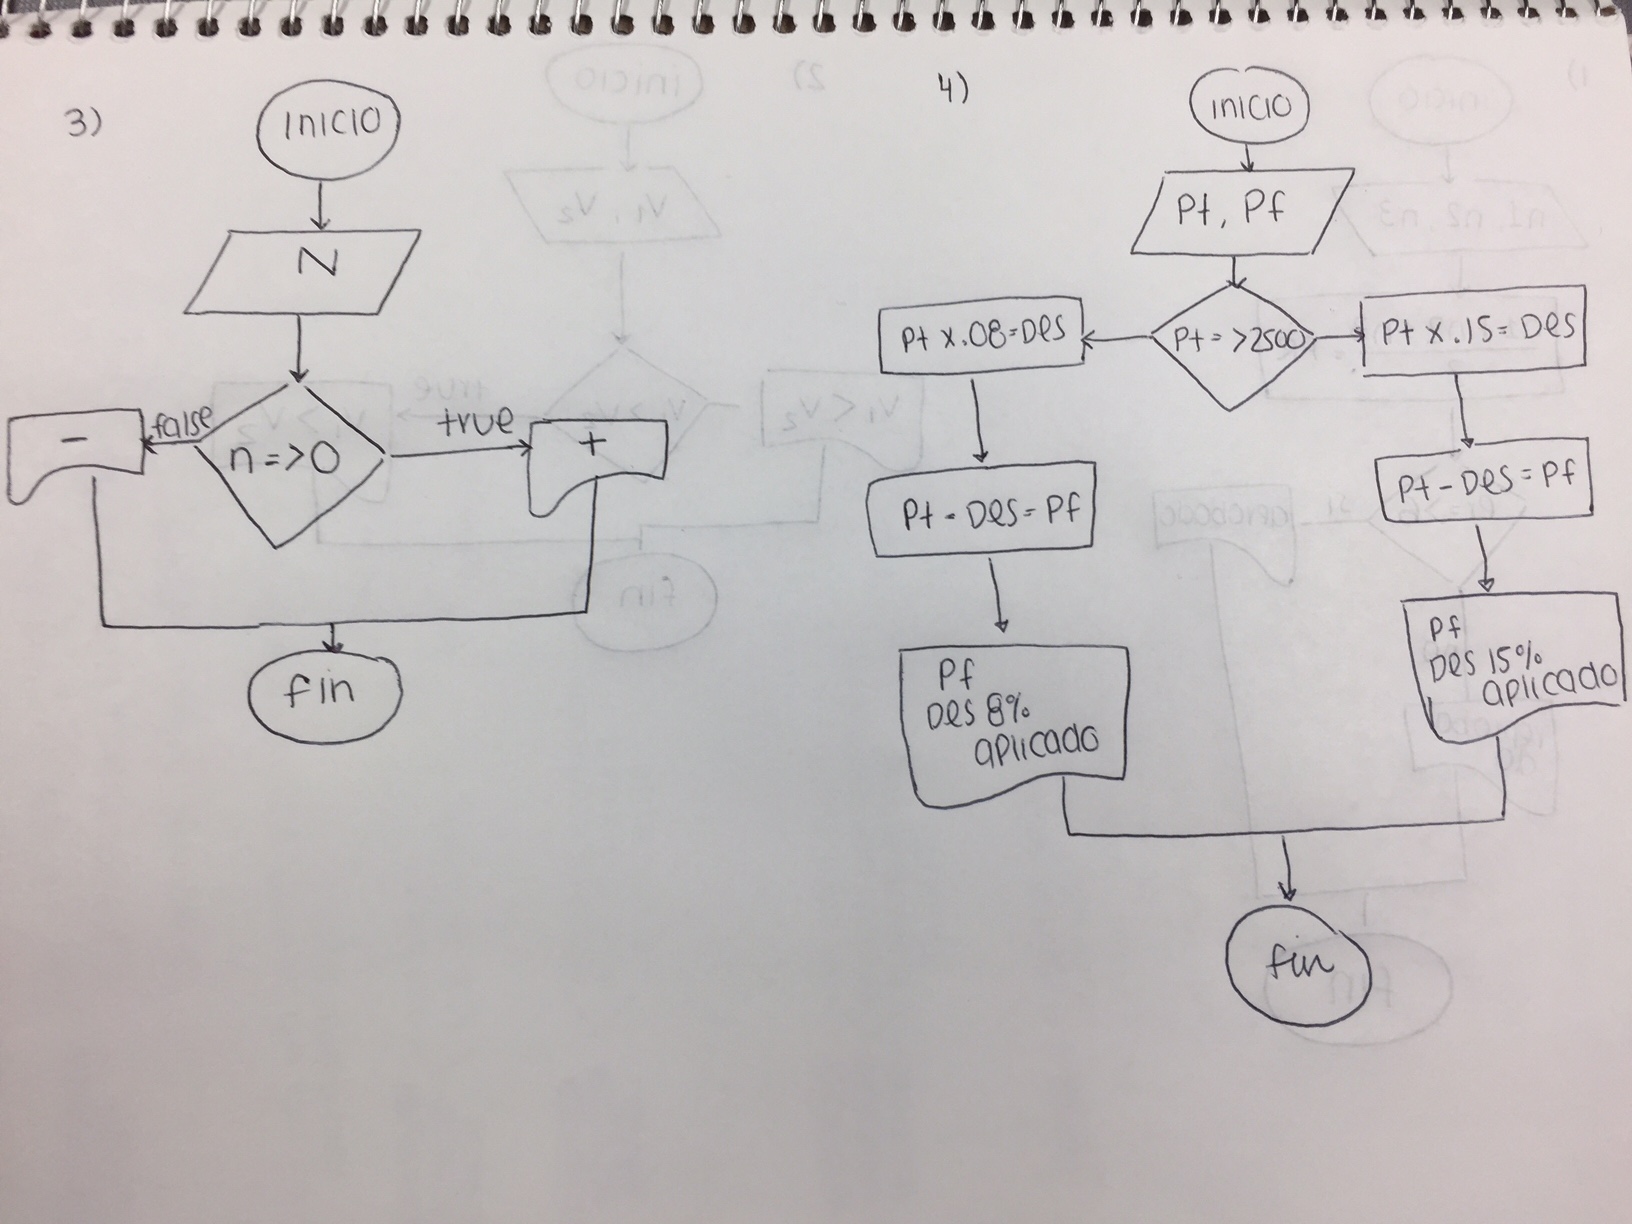 3)
INICIO
N
n=>0
false
true
-
+
fin
4)
INICIO
Pt, Pf
Pt=>2500
Pt x.08=Des
Pt x.15=Des
Pt-Des=Pf
Pt-Des=Pf
Pf
Des 8%
aplicado
Pf
Des 15%
aplicado
fin